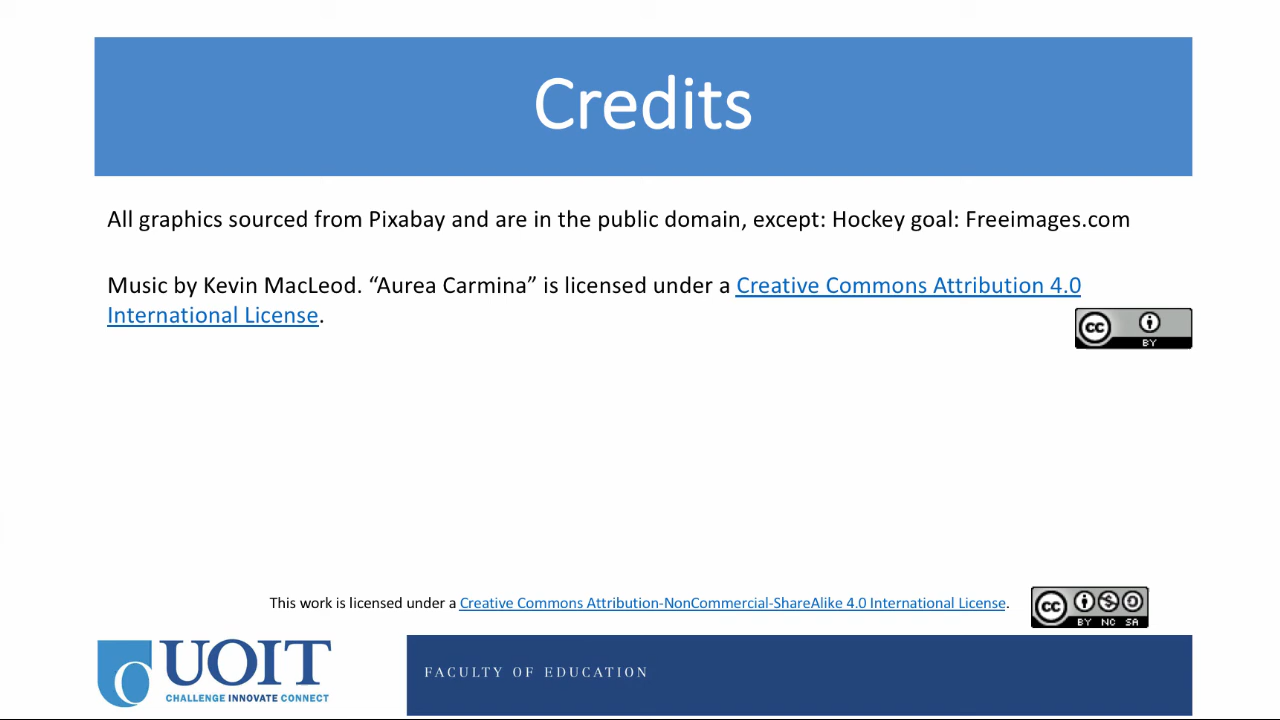 Credits
All graphics sourced from Pixabay and are in the public domain, except: Hockey goal: Freeimages.com
Music by Kevin MacLeod. “Aurea Carmina” is licensed under a Creative Commons Attribution 4.0
International License.
cc BY
This work is licensed under a Creative Commons Attribution-NonCommercial-ShareAlike 4.0 International License.
cc BY NC SA
UOIT
CHALLENGE INNOVATE CONNECT
FACULTY OF EDUCATION